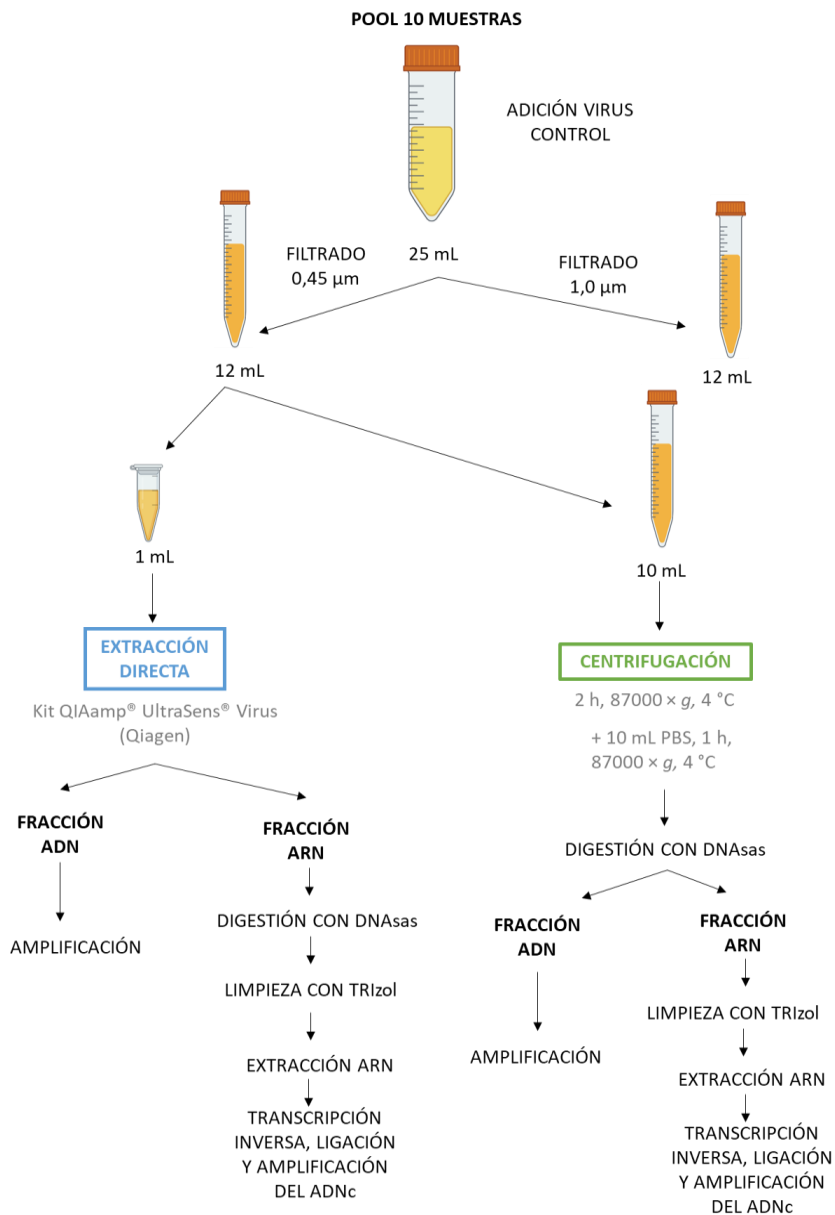 POOL 10 MUESTRAS
ADICIÓN VIRUS
CONTROL
25 mL
FILTRADO
0,45 µm
FILTRADO
1,0 µm
12 mL
12 mL
1 mL
10 mL
EXTRACCIÓN
DIRECTA
Kit QIAamp® UltraSens® Virus
(Qiagen)
CENTRIFUGACIÓN
2 h, 87000 × g, 4 °C
+ 10 mL PBS, 1 h,
87000 × g, 4 °C
FRACCIÓN
ADN
AMPLIFICACIÓN
FRACCIÓN
ARN
DIGESTIÓN CON DNAsas
LIMPIEZA CON TRIzol
EXTRACCIÓN ARN
TRANSCRIPCIÓN
INVERSA, LIGACIÓN
Y AMPLIFICACIÓN
DEL ADNc
DIGESTIÓN CON DNAsas
FRACCIÓN
ADN
AMPLIFICACIÓN
FRACCIÓN
ARN
LIMPIEZA CON TRIzol
EXTRACCIÓN ARN
TRANSCRIPCIÓN
INVERSA, LIGACIÓN
Y AMPLIFICACIÓN
DEL ADNc